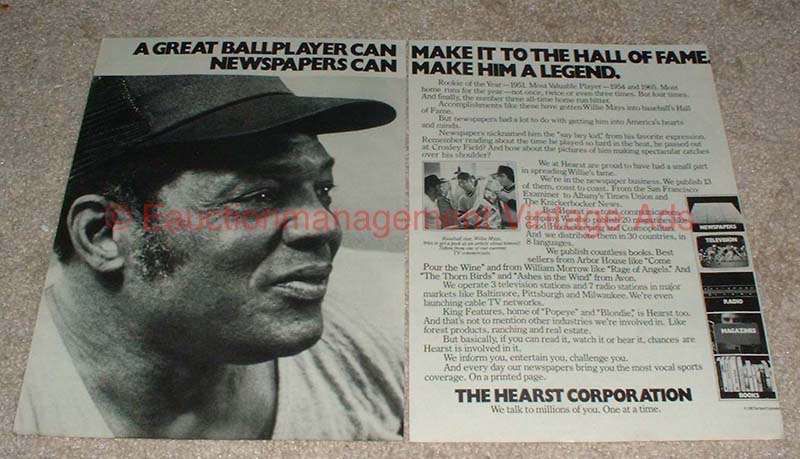 A GREAT BALLPLAYER CAN MAKE IT TO THE HALL OF FAME.
NEWSPAPERS CAN MAKE HIM A LEGEND.
Rookie of the Year—1951. Most Valuable Player—1954 and 1965. Most
home runs for the year—not once, twice or even three times. But four times.
And finally, the number three all-time home run hitter.
Accomplishments like these have gotten Willie Mays into baseball's Hall
of Fame.
But newspapers had a lot to do with getting him into America's hearts
and minds.
Newspapers nicknamed him the "say hey kid," from his favorite expression.
Remember reading about the time he played so hard in the heat, he passed out
at Crosley Field? And how about the pictures of him making spectacular catches
over his shoulder?
We at Hearst are proud to have had a small part
in spreading Willie's fame.
We're in the newspaper business. We publish 13
of them, coast to coast. From the San Francisco
Examiner to Albany's Times Union and
The Knickerbocker News.
20
Good Cosmopolitan.
And we distribute them in 30 countries, in
8 languages.
We publish countless books. Best
sellers from Arbor House like "Come
Pour the Wine" and from William Morrow like "Rage of Angels." And
"The Thorn Birds" and "Ashes in the Wind" from Avon.
We operate 3 television stations and 7 radio stations in major
markets like Baltimore, Pittsburgh and Milwaukee. We're even
launching cable TV networks.
King Features, home of "Popeye" and "Blondie," is Hearst too.
And that's not to mention other industries we're involved in. Like
forest products, ranching and real estate.
But basically, if you can read it, watch it or hear it, chances are
Hearst is involved in it.
We inform you, entertain you, challenge you.
And every day our newspapers bring you the most vocal sports
coverage. On a printed page.
THE HEARST CORPORATION
We talk to millions of you. One at a time.
Baseball star, Willie Mays,
TV commercials.
NEWSPAPERS
TELEVISION
RADIO
MAGAZINES
BOOKS
© Eauctionmanagement Vintage Ads